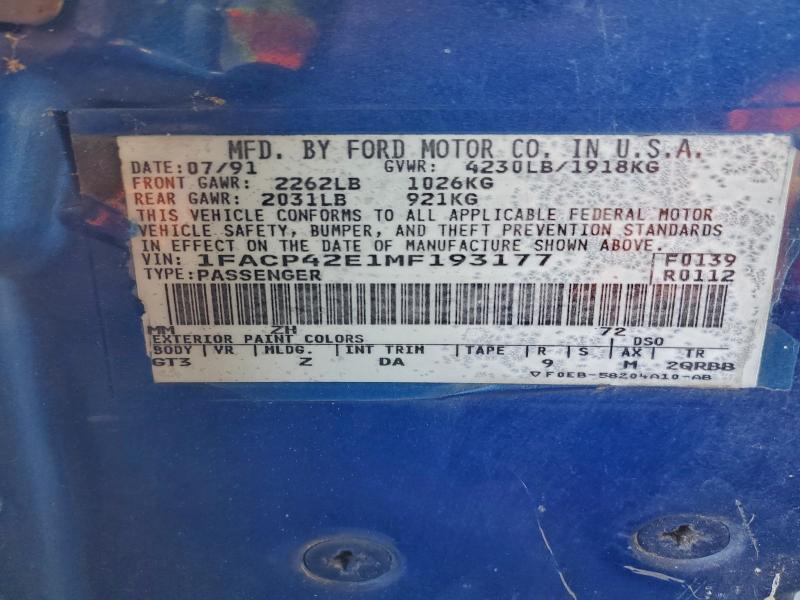 MFD. BY FORD MOTOR CO. IN U.S.A.
DATE: 07/91 GVWR: 4230LB/1918KG
FRONT GAWR: 2262LB 1026KG
REAR GAWR: 2031LB 921KG
THIS VEHICLE CONFORMS TO ALL APPLICABLE FEDERAL MOTOR
VEHICLE SAFETY, BUMPER, AND THEFT PREVENTION STANDARDS
IN EFFECT ON THE DATE OF MANUFACTURE SHOWN ABOVE.
VIN: 1FACP42E1MF193177 F0139
TYPE: PASSENGER R0112
MM ZH 72
EXTERIOR PAINT COLORS DSO
BODY VR MLDG. INT TRIM TAPE R S AX TR
GT3 Z DA 9 M 2QRBB
▽ F0EB-58204A10-AB